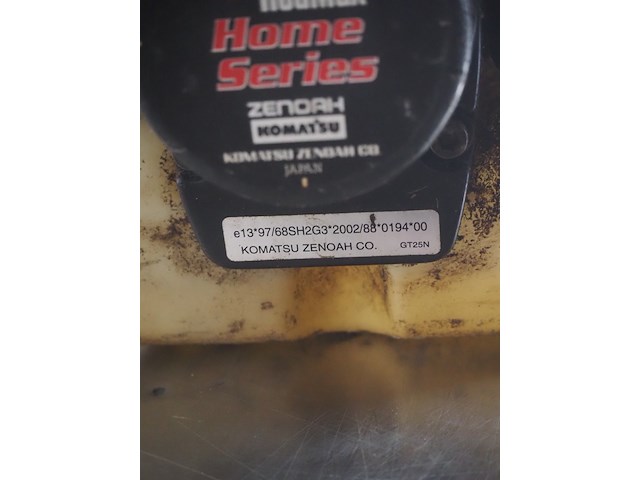 Home
Series
ZENOAH
KOMATSU
KOMATSU ZENOAH CO.
JAPAN
e13*97/68SH2G3*2002/88*0194*00
KOMATSU ZENOAH CO. GT25N